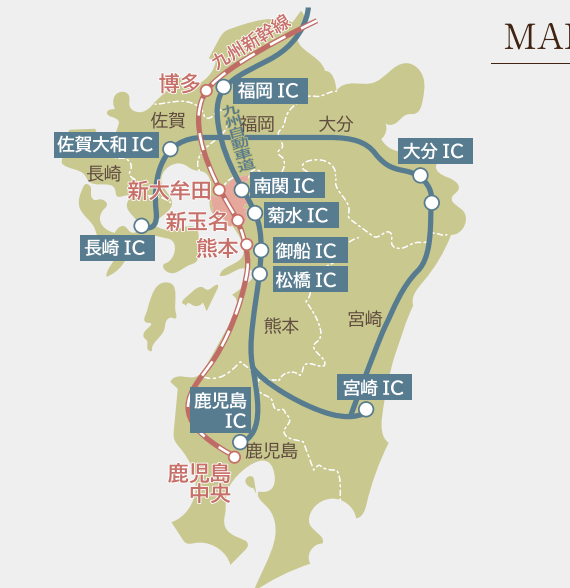 MA
九州新幹線
博多
福岡 IC
佐賀
九州自動車道
福岡
大分
佐賀大和 IC
大分 IC
長崎
新大牟田
南関 IC
新玉名
菊水 IC
長崎 IC
熊本
御船 IC
松橋 IC
熊本
宮崎
宮崎 IC
鹿児島
IC
鹿児島
鹿児島
中央